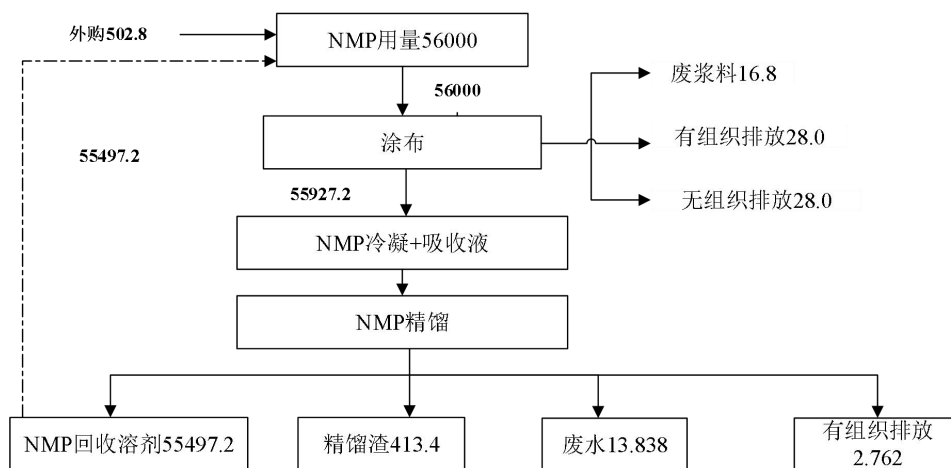 外购502.8
NMP用量56000
废浆料16.8
56000
涂布
有组织排放28.0
55497.2
55927.2
无组织排放28.0
NMP冷凝+吸收液
NMP精馏
NMP回收溶剂55497.2
精馏渣413.4
废水13.838
有组织排放
2.762